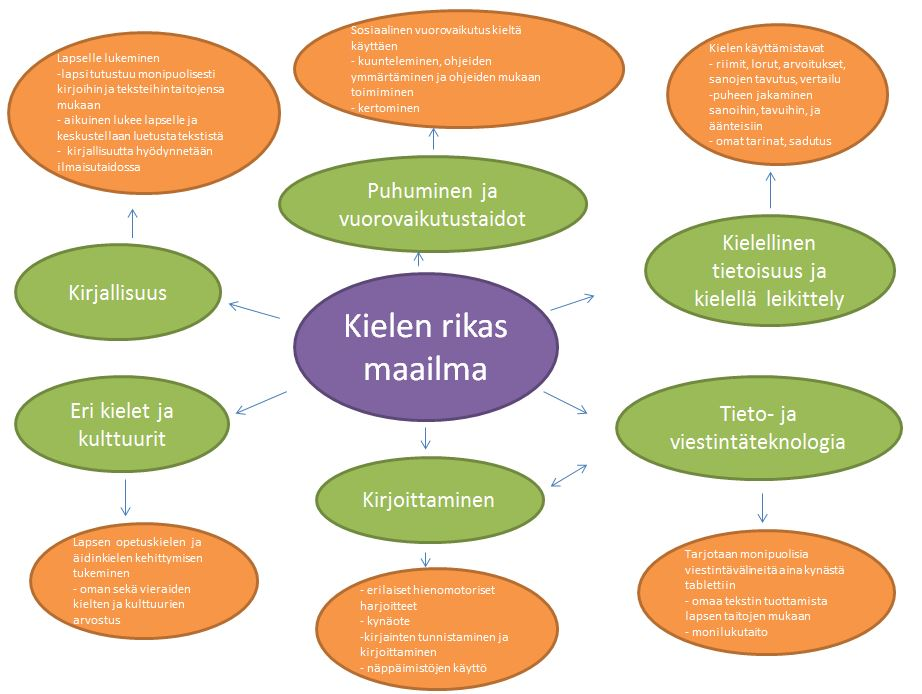 Lapselle lukeminen
-lapsi tutustuu monipuolisesti
kirjoihin ja teksteihin taitojensa
mukaan
- aikuinen lukee lapselle ja
keskustellaan luetusta tekstistä
- kirjallisuutta hyödynnetään
ilmaisutaidossa
Sosiaalinen vuorovaikutus kieltä
käyttäen
- kuunteleminen, ohjeiden
ymmärtäminen ja ohjeiden mukaan
toimiminen
- kertominen
Kielen käyttämistavat
- riimit, lorut, arvoitukset,
sanojen tavutus, vertailu
-puheen jakaminen
sanoihin, tavuihin, ja
äänteisiin
- omat tarinat, sadutus
Puhuminen ja
vuorovaikutustaidot
Kirjallisuus
Kielellinen
tietoisuus ja
kielellä leikittely
Kielen rikas
maailma
Eri kielet ja
kulttuurit
Tieto- ja
viestintäteknologia
Kirjoittaminen
Lapsen opetuskielen ja
äidinkielen kehittymisen
tukeminen
- oman sekä vieraiden
kielten ja kulttuurien
arvostus
- erilaiset hienomotoriset
harjoitteet
- kynäote
-kirjainten tunnistaminen ja
kirjoittaminen
- näppäimistöjen käyttö
Tarjotaan monipuolisia
viestintävälineitä aina kynästä
tablettiin
- omaa tekstin tuottamista
lapsen taitojen mukaan
- monilukutaito